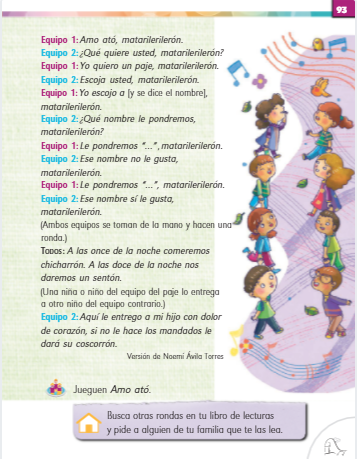 93
Equipo 1: Amo ató, matarilerilerón.
Equipo 2: ¿Qué quiere usted, matarilerilerón?
Equipo 1: Yo quiero un paje, matarilerilerón.
Equipo 2: Escoja usted, matarilerilerón.
Equipo 1: Yo escojo a [y se dice el nombre],
matarilerilerón.
Equipo 2: ¿Qué nombre le pondremos,
matarilerilerón?
Equipo 1: Le pondremos "...", matarilerilerón.
Equipo 2: Ese nombre no le gusta,
matarilerilerón.
Equipo 1: Le pondremos "...", matarilerilerón.
Equipo 2: Ese nombre sí le gusta,
matarilerilerón.
(Ambos equipos se toman de la mano y hacen una
ronda.)
Todos: A las once de la noche comeremos
chicharrón. A las doce de la noche nos
daremos un sentón.
(Una niña o niño del equipo del paje lo entrega
a otro niño del equipo contrario.)
Equipo 2: Aquí le entrego a mi hijo con dolor
de corazón, si no le hace los mandados le
dará su coscorrón.
Versión de Noemí Ávila Torres
Jueguen Amo ató.
Busca otras rondas en tu libro de lecturas
y pide a alguien de tu familia que te las lea.